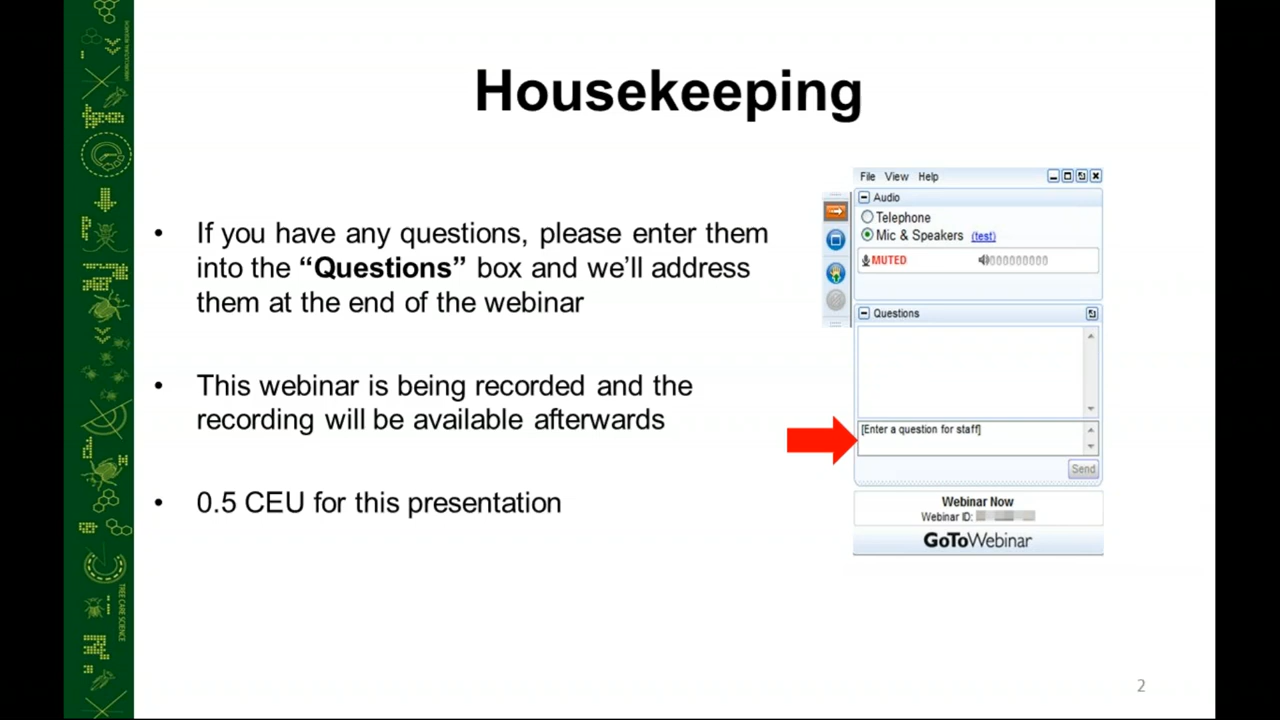 Housekeeping
• If you have any questions, please enter them
into the “Questions” box and we’ll address
them at the end of the webinar
• This webinar is being recorded and the
recording will be available afterwards
• 0.5 CEU for this presentation
File View Help
Audio
Telephone
Mic & Speakers (test)
MUTED
Questions
[Enter a question for staff]
Send
Webinar Now
Webinar ID:
GoToWebinar
TREE CARE SCIENCE
2